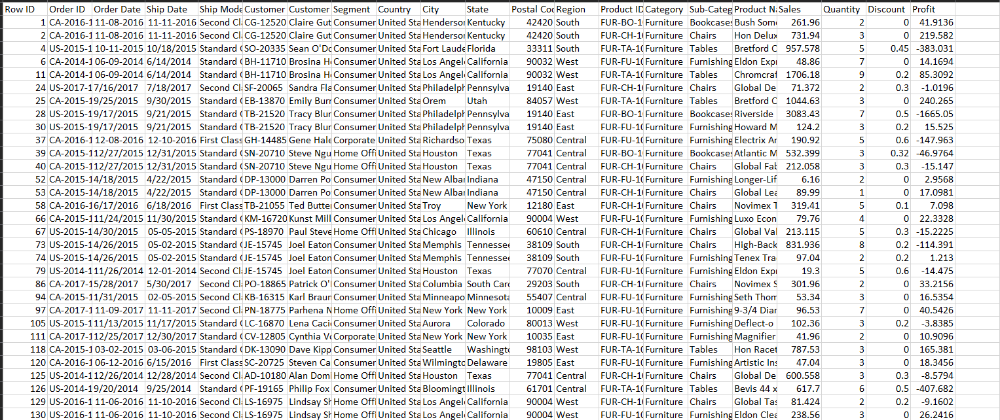 Row ID Order ID Order Date Ship Date Ship Mode Customer Customer Segment Country City State Postal Coc Region Product ID Category Sub-Categ Product Na Sales Quantity Discount Profit
1 CA-2016-1 11-08-2016 11-11-2016 Second Cl CG-12520 Claire Gut Consumer United Sta Henderson Kentucky 42420 South FUR-BO-1 Furniture Bookcases Bush Som 261.96 2 0 41.9136
2 CA-2016-1 11-08-2016 11-11-2016 Second Cl CG-12520 Claire Gut Consumer United Sta Henderson Kentucky 42420 South FUR-CH-1 Furniture Chairs Hon Delux 731.94 3 0 219.582
4 US-2015-1 10-11-2015 10/18/2015 Standard C SO-20335 Sean O'Do Consumer United Sta Fort Laude Florida 33311 South FUR-TA-10 Furniture Tables Bretford C 957.578 5 0.45 -383.031
6 CA-2014-1 06-09-2014 6/14/2014 Standard C BH-11710 Brosina Ho Consumer United Sta Los Angel California 90032 West FUR-FU-10 Furniture Furnishing Eldon Expr 48.86 7 0 14.1694
11 CA-2014-1 06-09-2014 6/14/2014 Standard C BH-11710 Brosina Ho Consumer United Sta Los Angel California 90032 West FUR-TA-10 Furniture Tables Chromcraf 1706.18 9 0.2 85.3092
24 US-2017-1 7/16/2017 7/18/2017 Second Cl SF-20065 Sandra Fla Consumer United Sta Philadelph Pennsylva 19140 East FUR-CH-1 Furniture Chairs Global De 71.372 2 0.3 -1.0196
25 CA-2015-1 9/25/2015 9/30/2015 Standard C EB-13870 Emily Burn Consumer United Sta Orem Utah 84057 West FUR-TA-10 Furniture Tables Bretford C 1044.63 3 0 240.265
28 US-2015-1 9/17/2015 9/21/2015 Standard C TB-21520 Tracy Blur Consumer United Sta Philadelph Pennsylva 19140 East FUR-BO-1 Furniture Bookcases Riverside 3083.43 7 0.5 -1665.05
30 US-2015-1 9/17/2015 9/21/2015 Standard C TB-21520 Tracy Blur Consumer United Sta Philadelph Pennsylva 19140 East FUR-FU-10 Furniture Furnishing Howard M 124.2 3 0.2 15.525
37 CA-2016-1 12-08-2016 12-10-2016 First Class GH-14485 Gene Hale Corporate United Sta Richardso Texas 75080 Central FUR-FU-10 Furniture Furnishing Electrix Ar 190.92 5 0.6 -147.963
39 CA-2015-1 12/27/2015 12/31/2015 Standard C SN-20710 Steve Ngu Home Offi United Sta Houston Texas 77041 Central FUR-BO-1 Furniture Bookcases Atlantic M 532.399 3 0.32 -46.9764
40 CA-2015-1 12/27/2015 12/31/2015 Standard C SN-20710 Steve Ngu Home Offi United Sta Houston Texas 77041 Central FUR-CH-1 Furniture Chairs Global Fab 212.058 3 0.3 -15.147
52 CA-2015-1 4/18/2015 4/22/2015 Standard C DP-13000 Darren Po Consumer United Sta New Albar Indiana 47150 Central FUR-FU-10 Furniture Furnishing Longer-Lif 6.16 2 0 2.9568
53 CA-2015-1 4/18/2015 4/22/2015 Standard C DP-13000 Darren Po Consumer United Sta New Albar Indiana 47150 Central FUR-CH-1 Furniture Chairs Global Lea 89.99 1 0 17.0981
58 CA-2016-1 6/17/2016 6/18/2016 First Class TB-21055 Ted Butter Consumer United Sta Troy New York 12180 East FUR-CH-1 Furniture Chairs Novimex T 319.41 5 0.1 7.098
66 CA-2015-1 11/24/2015 11/30/2015 Standard C KM-16720 Kunst Mill Consumer United Sta Los Angel California 90004 West FUR-FU-10 Furniture Furnishing Luxo Econ 79.76 4 0 22.3328
67 US-2015-1 4/30/2015 05-05-2015 Standard C PS-18970 Paul Steve Home Offi United Sta Chicago Illinois 60610 Central FUR-CH-1 Furniture Chairs Global Val 213.115 5 0.3 -15.2225
73 US-2015-1 4/26/2015 05-02-2015 Standard C JE-15745 Joel Eaton Consumer United Sta Memphis Tennessee 38109 South FUR-CH-1 Furniture Chairs High-Back 831.936 8 0.2 -114.391
74 US-2015-1 4/26/2015 05-02-2015 Standard C JE-15745 Joel Eaton Consumer United Sta Memphis Tennessee 38109 South FUR-FU-10 Furniture Furnishing Tenex Tra 97.04 2 0.2 1.213
79 US-2014-1 11/26/2014 12-01-2014 Second Cl JE-15745 Joel Eaton Consumer United Sta Houston Texas 77070 Central FUR-FU-10 Furniture Furnishing Eldon Expr 19.3 5 0.6 -14.475
86 CA-2017-1 5/28/2017 5/30/2017 Second Cl PO-18865 Patrick O'I Consumer United Sta Columbia South Carc 29203 South FUR-CH-1 Furniture Chairs Novimex S 301.96 2 0 33.2156
94 CA-2015-1 1/31/2015 02-05-2015 Second Cl KB-16315 Karl Braun Consumer United Sta Minneapo Minnesota 55407 Central FUR-FU-10 Furniture Furnishing Seth Thom 53.34 3 0 16.5354
97 CA-2017-1 11-09-2017 11-11-2017 Second Cl PN-18775 Parhena N Home Offi United Sta New York New York 10009 East FUR-FU-10 Furniture Furnishing 9-3/4 Diar 96.53 7 0 40.5426
105 US-2015-1 11/13/2015 11/17/2015 Standard C LC-16870 Lena Caci Consumer United Sta Aurora Colorado 80013 West FUR-FU-10 Furniture Furnishing Deflect-o 102.36 3 0.2 -3.8385
111 CA-2017-1 12/25/2017 12/30/2017 Standard C CV-12805 Cynthia Vo Corporate United Sta New York New York 10035 East FUR-FU-10 Furniture Furnishing Magnifier 41.96 2 0 10.9096
118 CA-2015-1 03-02-2015 03-06-2015 Standard C DK-13090 Dave Kipp Consumer United Sta Seattle Washingt 98103 West FUR-TA-10 Furniture Tables Hon Racet 787.53 3 0 165.381
120 CA-2016-1 06-12-2016 6/15/2016 First Class SC-20725 Steven Ca Consumer United Sta Wilmingto Delaware 19805 East FUR-FU-10 Furniture Furnishing Artistic Ins 47.04 3 0 18.3456
125 US-2014-1 12/26/2014 12/28/2014 Second Cl AD-10180 Alan Domi Home Offi United Sta Houston Texas 77041 Central FUR-CH-1 Furniture Chairs Global De 600.558 3 0.3 -8.5794
126 US-2014-1 9/20/2014 9/25/2014 Standard C PF-19165 Philip Fox Consumer United Sta Bloomingt Illinois 61701 Central FUR-TA-10 Furniture Tables Bevis 44 x 617.7 6 0.5 -407.682
129 US-2016-1 11-06-2016 11-10-2016 Second Cl LS-16975 Lindsay Sh Home Offi United Sta Los Angel California 90004 West FUR-CH-1 Furniture Chairs Global Tas 81.424 2 0.2 -9.1602
130 US-2016-1 11-06-2016 11-10-2016 Second Cl LS-16975 Lindsay Sh Home Offi United Sta Los Angel California 90004 West FUR-FU-10 Furniture Furnishing Eldon Clea 238.56 3 0 26.2416